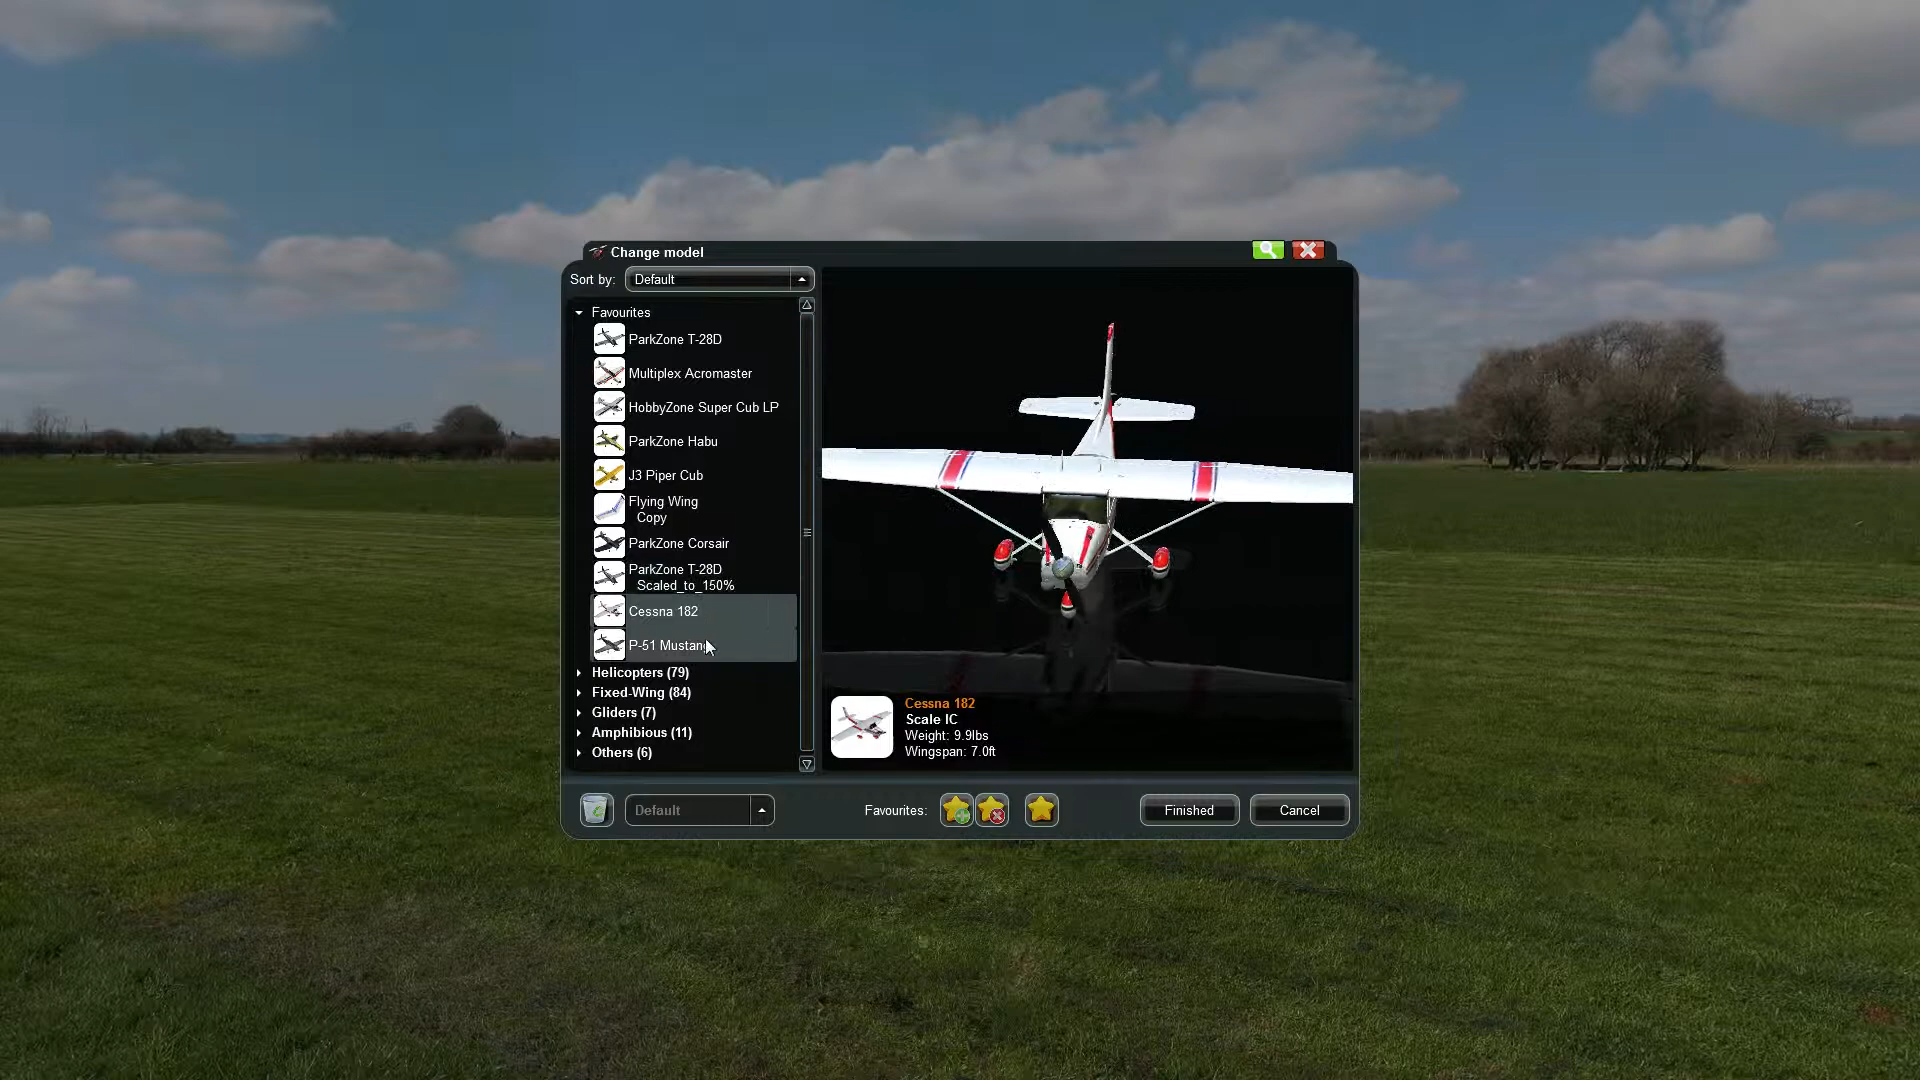 Change model
Sort by: Default
Favourites
ParkZone T-28D
Multiplex Acromaster
HobbyZone Super Cub LP
ParkZone Habu
J3 Piper Cub
Flying Wing
Copy
ParkZone Corsair
ParkZone T-28D
Scaled_to_150%
Cessna 182
P-51 Mustang
Helicopters (79)
Fixed-Wing (84)
Gliders (7)
Amphibious (11)
Others (6)
Cessna 182
Scale IC
Weight: 9.9lbs
Wingspan: 7.0ft
Default
Favourites:
Finished
Cancel